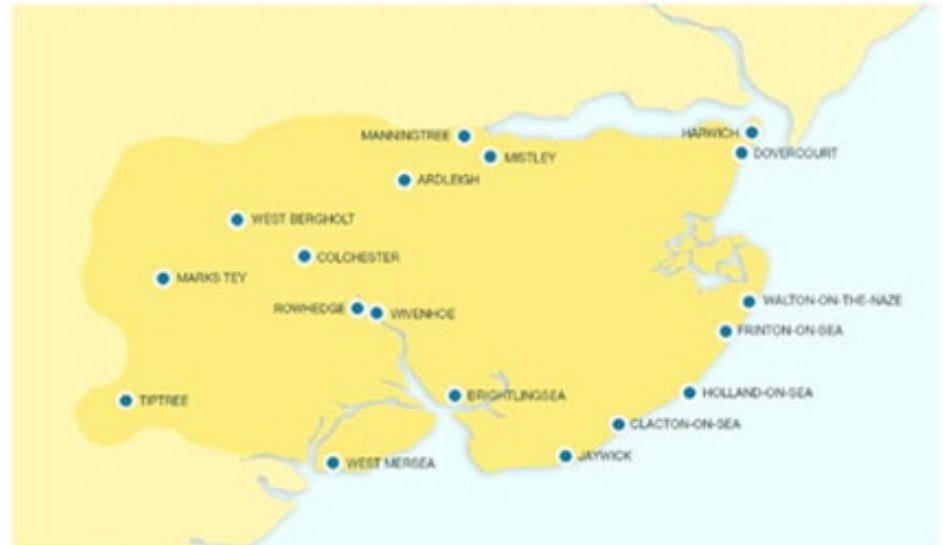 MANNINGTREE
HARWICH
MISTLEY
DOVERCOURT
ARDLEIGH
WEST BERGHOLT
COLCHESTER
MARKS TEY
WALTON-ON-THE-NAZE
ROWHEDGE
WIVENHOE
FRINTON-ON-SEA
BRIGHTLINGSEA
HOLLAND-ON-SEA
TIPTREE
CLACTON-ON-SEA
JAYWICK
WEST MERSEA